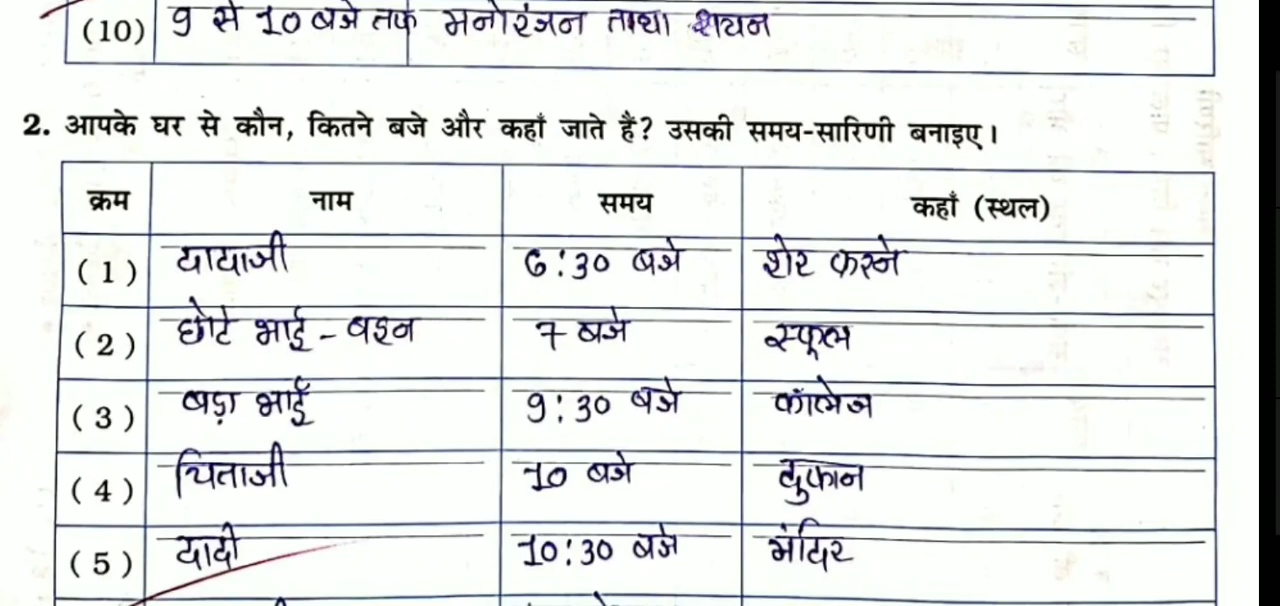 (10) 9 से 10 बजे तक मनोरंजन ताथा शयन
2. आपके घर से कौन, कितने बजे और कहाँ जाते हैं? उसकी समय-सारिणी बनाइए।
क्रम नाम समय कहाँ (स्थल)
(1) दादाजी 6:30 बजे शेर करने
(2) छोटे भाई - बहन 7 बजे स्कूल
(3) बड़ा भाई 9:30 बजे कॉलेज
(4) पिताजी 10 बजे दुकान
(5) दादी 10:30 बजे मंदिर